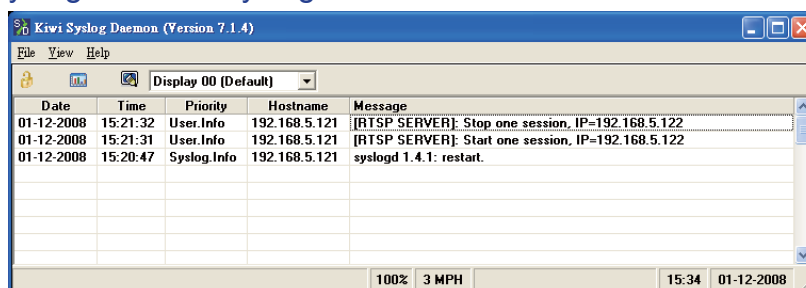 Kiwi Syslog Daemon (Version 7.1.4)
File View Help
Display 00 (Default)
Date Time Priority Hostname Message
01-12-2008 15:21:32 User.Info 192.168.5.121 [RTSP SERVER]: Stop one session, IP=192.168.5.122
01-12-2008 15:21:31 User.Info 192.168.5.121 [RTSP SERVER]: Start one session, IP=192.168.5.122
01-12-2008 15:20:47 Syslog.Info 192.168.5.121 syslogd 1.4.1: restart.
100% 3 MPH 15:34 01-12-2008